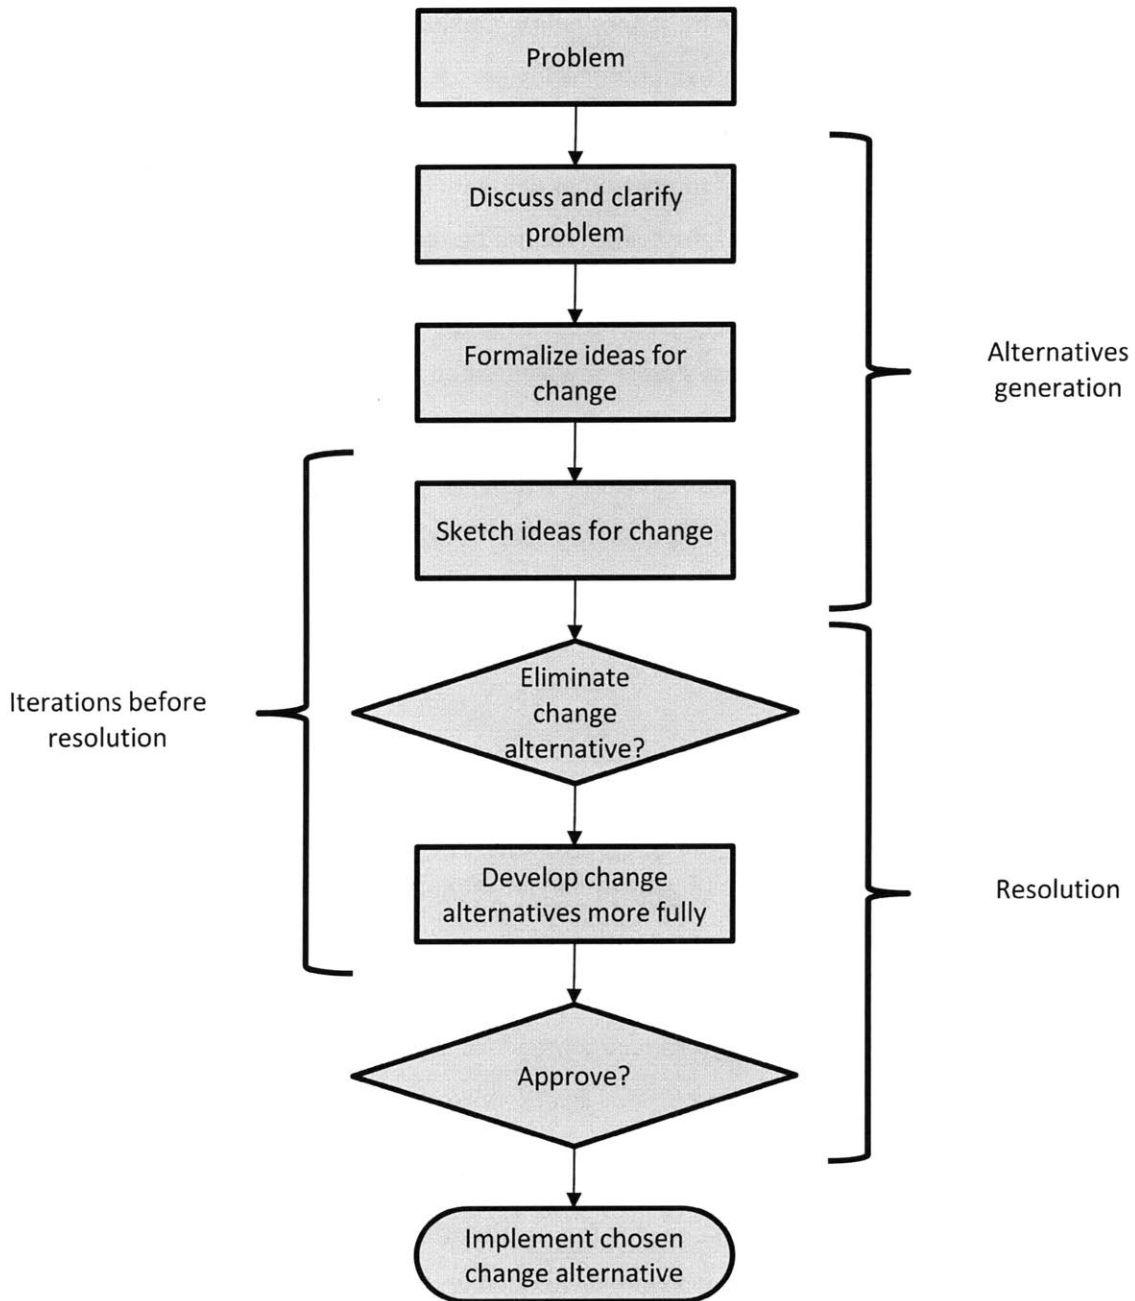 Problem
Discuss and clarify
problem
Formalize ideas for
change
Alternatives
generation
Sketch ideas for change
Eliminate
change
alternative?
Iterations before
resolution
Develop change
alternatives more fully
Resolution
Approve?
Implement chosen
change alternative